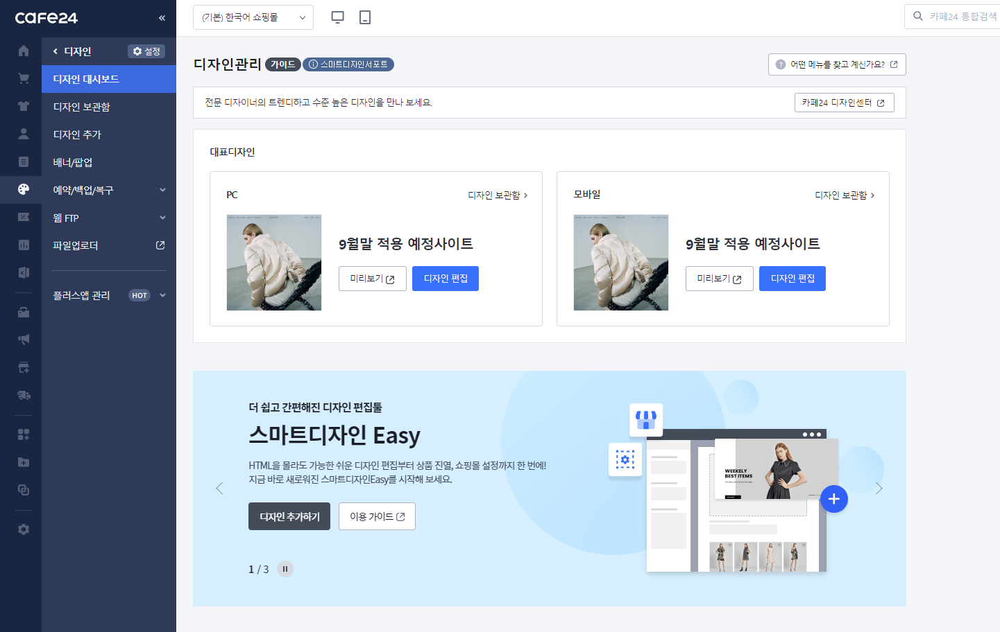 cafe24
(기본) 한국어 쇼핑몰
카페24 통합검색
디자인
설정
디자인 대시보드
디자인 보관함
디자인 추가
배너/팝업
예약/백업/복구
웹 FTP
파일업로더
플러스앱 관리
HOT
디자인관리
가이드
스마트디자인서포트
어떤 메뉴를 찾고 계신가요?
전문 디자이너의 트렌디하고 수준 높은 디자인을 만나 보세요.
카페24 디자인센터
대표디자인
PC
디자인 보관함
9월말 적용 예정사이트
미리보기
디자인 편집
모바일
디자인 보관함
9월말 적용 예정사이트
미리보기
디자인 편집
더 쉽고 간편해진 디자인 편집툴
스마트디자인 Easy
HTML을 몰라도 가능한 쉬운 디자인 편집부터 상품 진열, 쇼핑몰 설정까지 한 번에!
지금 바로 새로워진 스마트디자인Easy를 시작해 보세요.
디자인 추가하기
이용 가이드
1 / 3
WEEKLY
BEST ITEMS